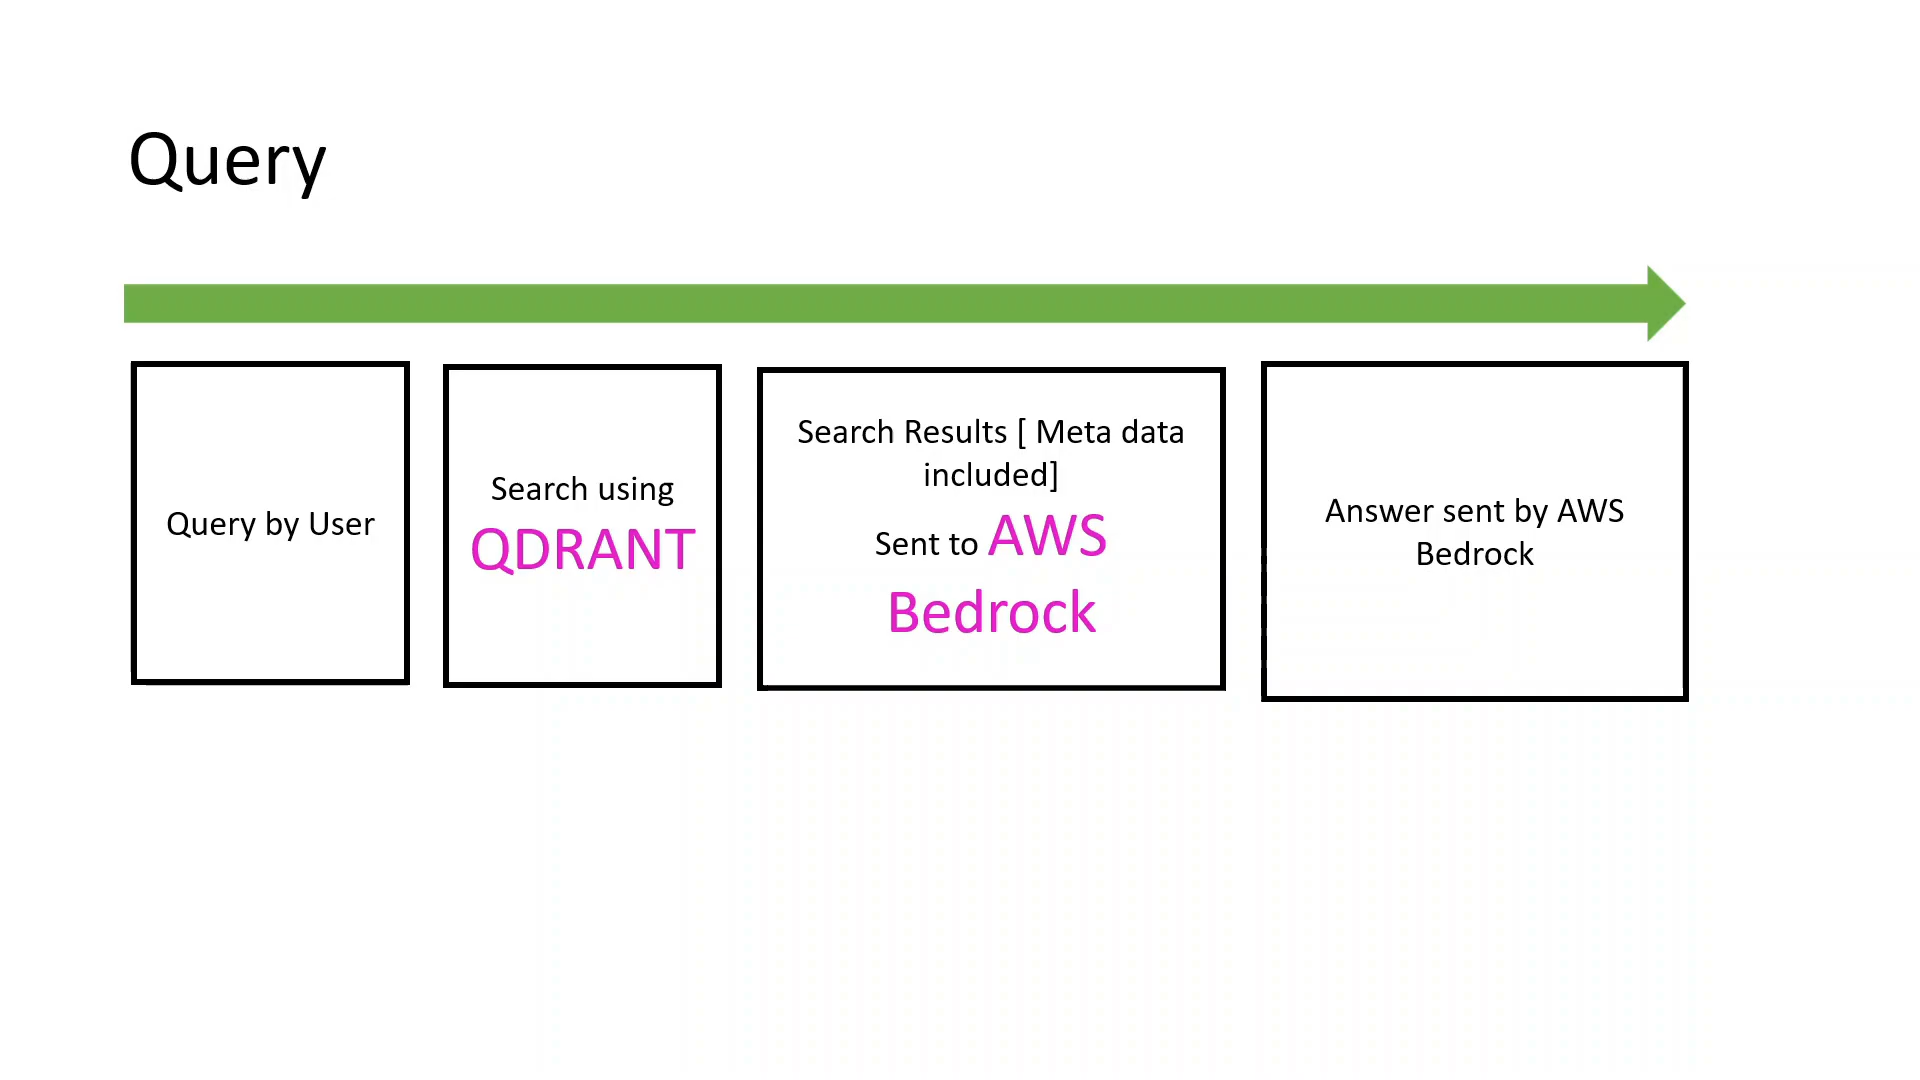 Query
Query by User
Search using
QDRANT
Search Results [ Meta data
included]
Sent to AWS
Bedrock
Answer sent by AWS
Bedrock